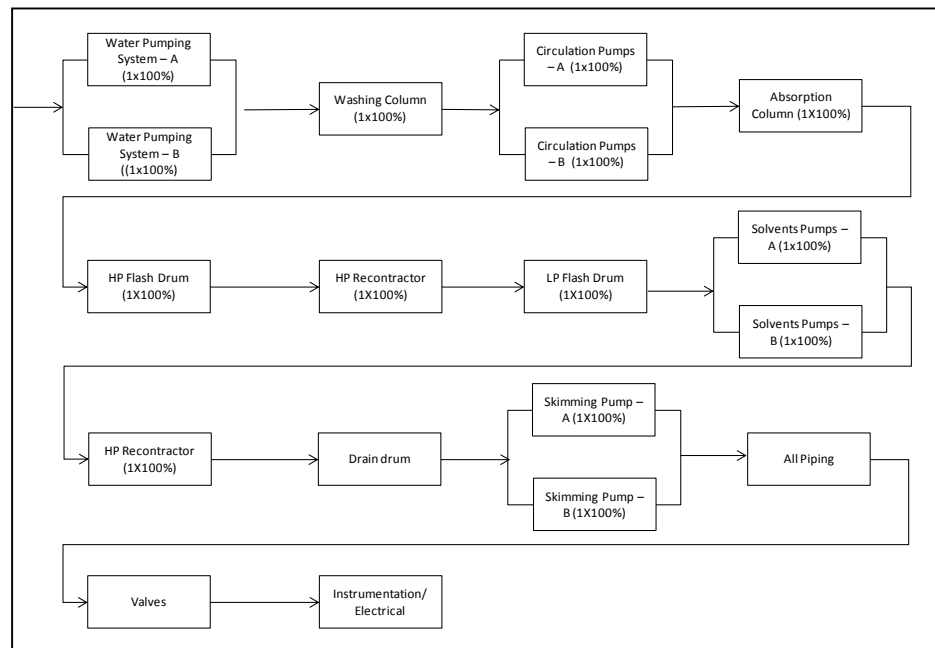 Water Pumping
System – A
(1x100%)
Water Pumping
System – B
((1x100%)
Washing Column
(1x100%)
Circulation Pumps
– A (1x100%)
Circulation Pumps
– B (1x100%)
Absorption
Column (1X100%)
HP Flash Drum
(1X100%)
HP Recontractor
(1X100%)
LP Flash Drum
(1X100%)
Solvents Pumps –
A (1x100%)
Solvents Pumps –
B (1x100%)
HP Recontractor
(1X100%)
Drain drum
Skimming Pump –
A (1X100%)
Skimming Pump –
B (1X100%)
All Piping
Valves
Instrumentation/
Electrical